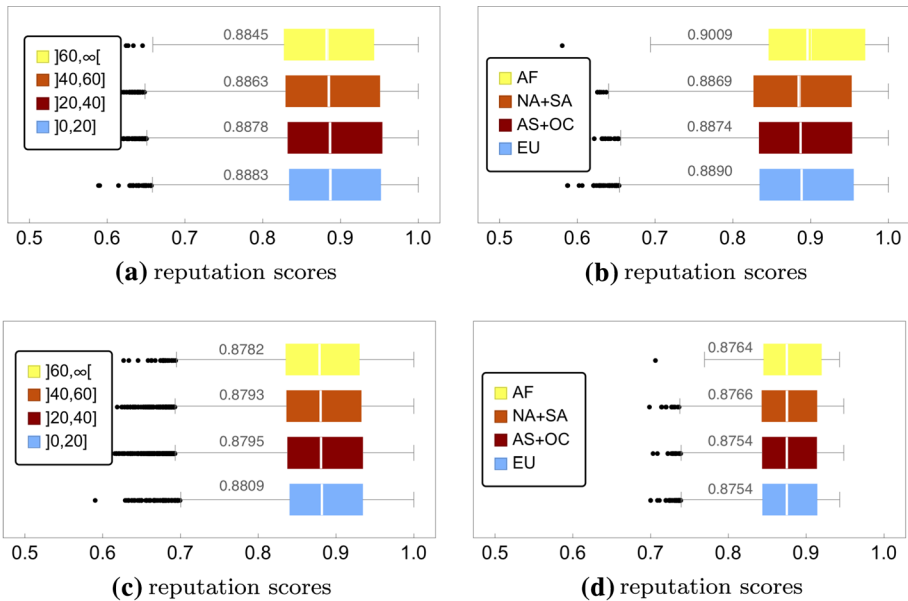 ]60,∞[
]40,60]
]20,40]
]0,20]
0.8845
0.8863
0.8878
0.8883
0.5 0.6 0.7 0.8 0.9 1.0
(a) reputation scores
AF
NA+SA
AS+OC
EU
0.9009
0.8869
0.8874
0.8890
0.5 0.6 0.7 0.8 0.9 1.0
(b) reputation scores
]60,∞[
]40,60]
]20,40]
]0,20]
0.8782
0.8793
0.8795
0.8809
0.5 0.6 0.7 0.8 0.9 1.0
(c) reputation scores
AF
NA+SA
AS+OC
EU
0.8764
0.8766
0.8754
0.8754
0.5 0.6 0.7 0.8 0.9 1.0
(d) reputation scores